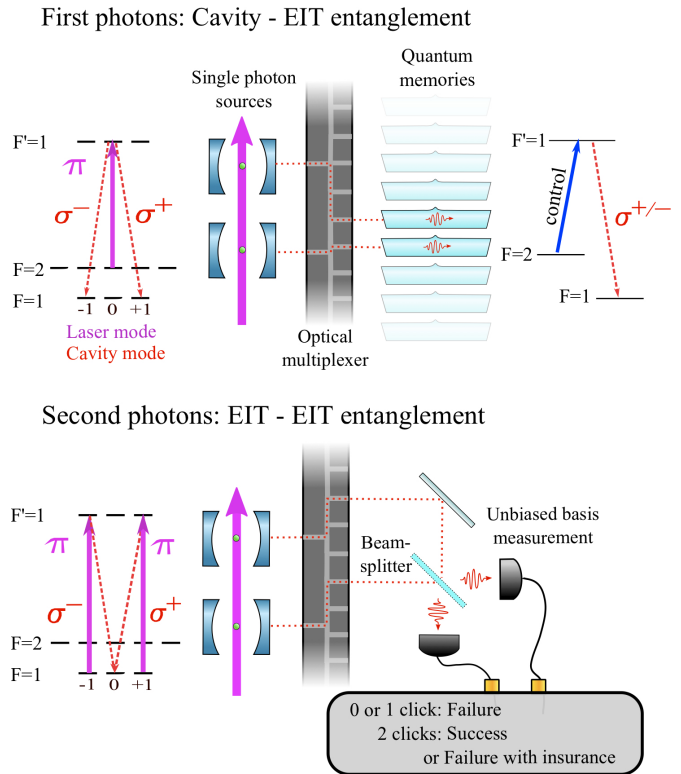 First photons: Cavity - EIT entanglement
Single photon
sources
Quantum
memories
F'=1
π
σ⁻
σ⁺
F=2
F=1
-1 0 +1
Laser mode
Cavity mode
Optical
multiplexer
F'=1
control
σ⁺/⁻
F=2
F=1
Second photons: EIT - EIT entanglement
F'=1
π
π
σ⁻
σ⁺
F=2
F=1
-1 0 +1
Beam-
splitter
Unbiased basis
measurement
0 or 1 click: Failure
2 clicks: Success
or Failure with insurance